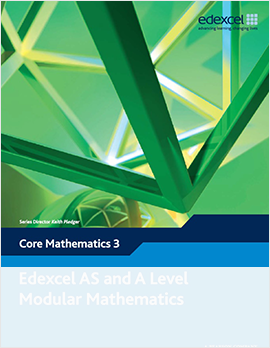 edexcel
advancing learning, changing lives
Series Director Keith Pledger
Core Mathematics 3
Edexcel AS and A Level
Modular Mathematics